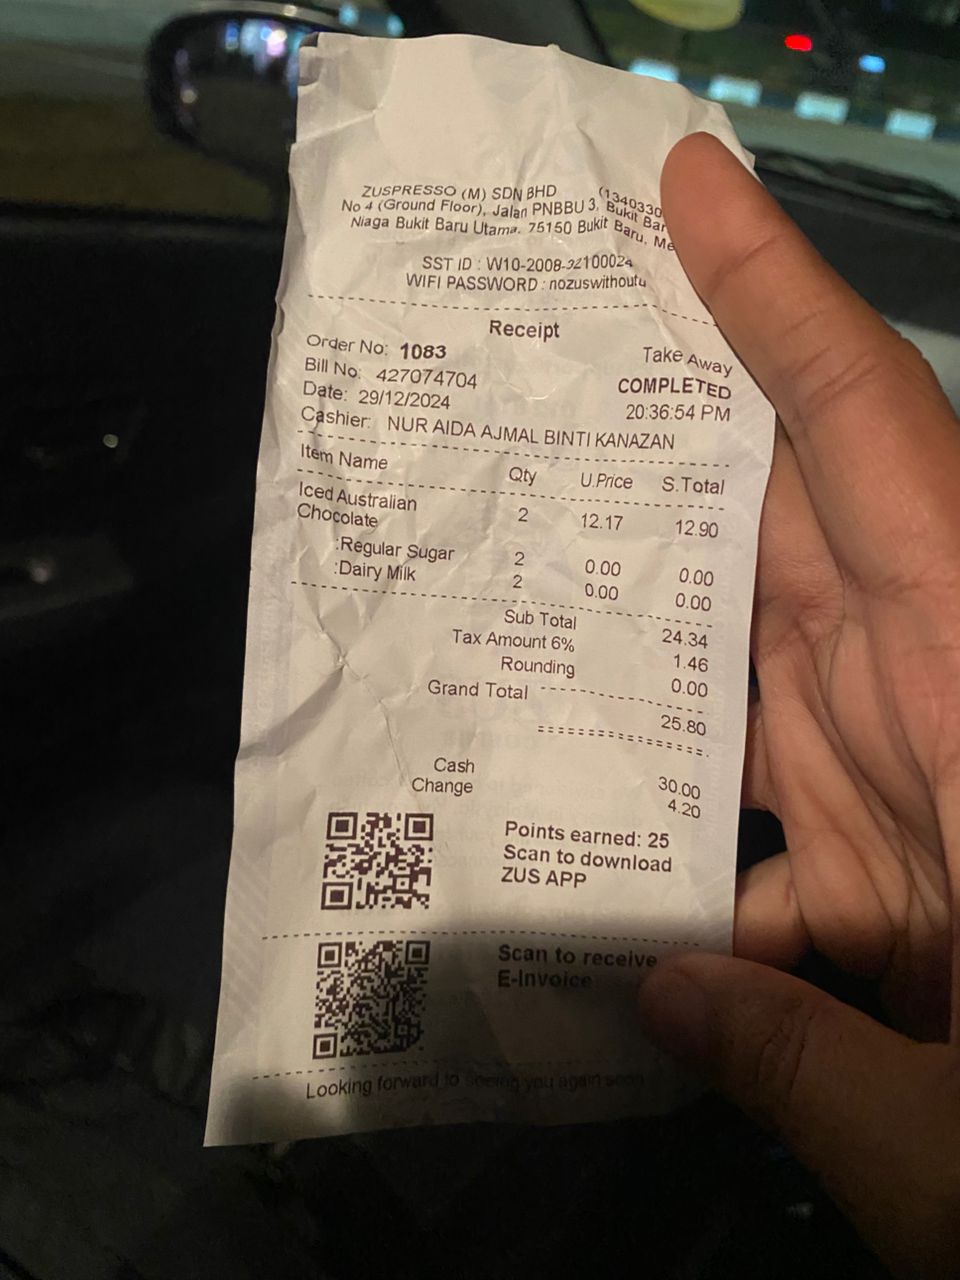 ZUSPRESSO (M) SDN BHD (1340330
No 4 (Ground Floor), Jalan PNBBU 3, Bukit Bar
Niaga Bukit Baru Utama. 75150 Bukit Baru, Me
SST ID : W10-2008-32100024
WIFI PASSWORD : nozuswithoutu
Receipt
Order No: 1083 Take Away
Bill No: 427074704 COMPLETED
Date: 29/12/2024 20:36:54 PM
Cashier: NUR AIDA AJMAL BINTI KANAZAN
Item Name Qty U.Price S.Total
Iced Australian
Chocolate 2 12.17 12.90
:Regular Sugar 2 0.00 0.00
:Dairy Milk 2 0.00 0.00
Sub Total 24.34
Tax Amount 6% 1.46
Rounding 0.00
Grand Total 25.80
Cash 30.00
Change 4.20
Points earned: 25
Scan to download
ZUS APP
Scan to receive
E-Invoice
Looking forward to seeing you again soon